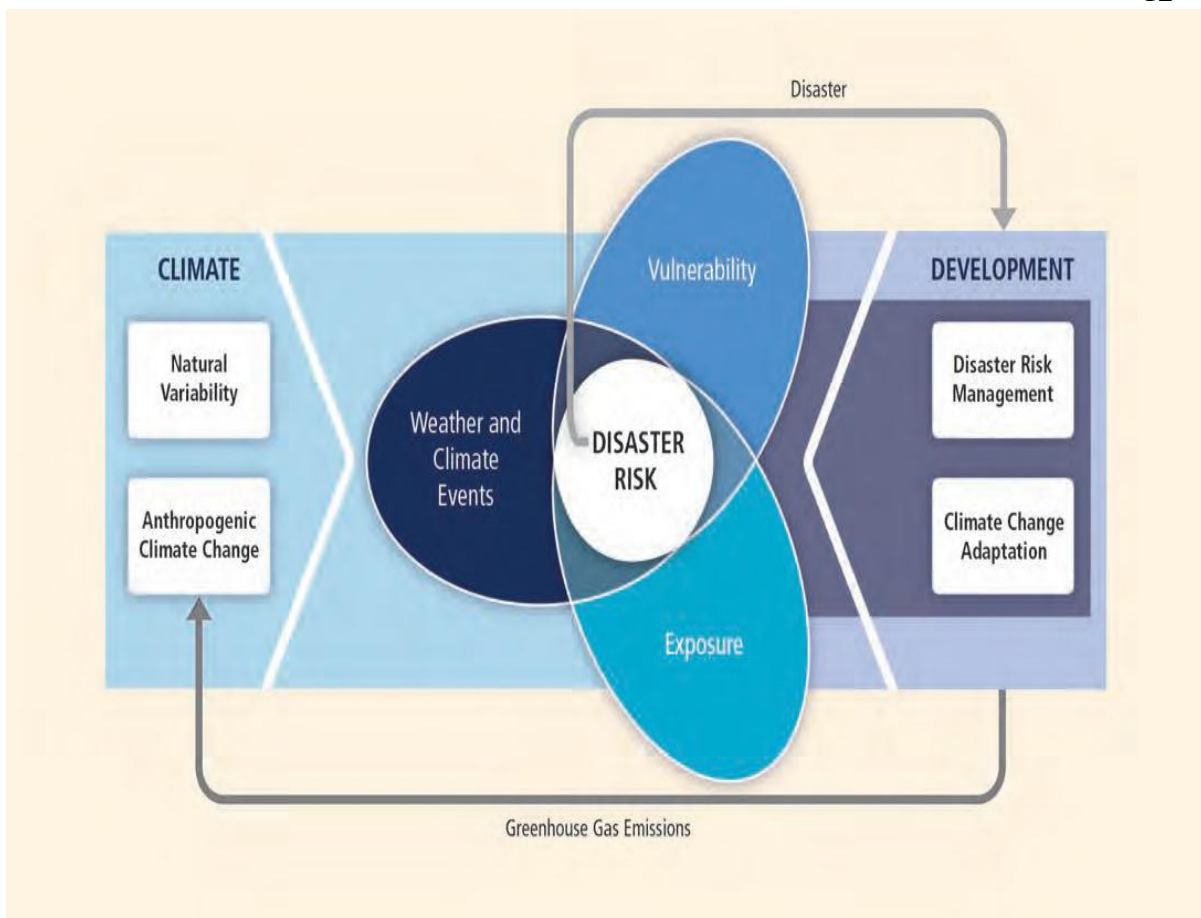 Disaster
CLIMATE
Natural
Variability
Anthropogenic
Climate Change
Vulnerability
Weather and
Climate
Events
DISASTER
RISK
Exposure
DEVELOPMENT
Disaster Risk
Management
Climate Change
Adaptation
Greenhouse Gas Emissions